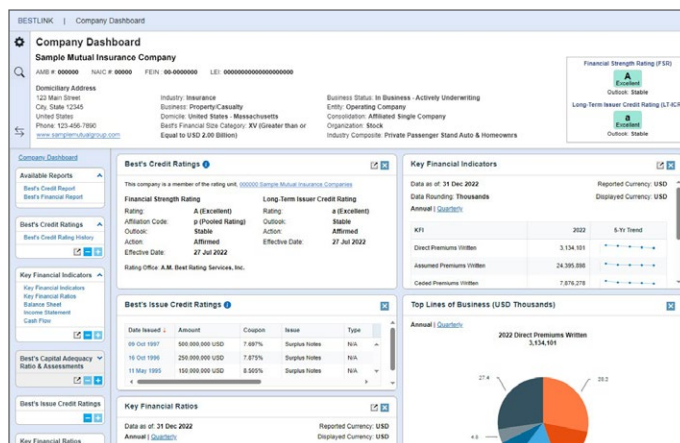 BESTLINK | Company Dashboard
Company Dashboard
Sample Mutual Insurance Company
AMB #: 000000 NAIC #: 00000 FEIN : 00-0000000 LEI: 00000000000000000000
Domiciliary Address
123 Main Street
City, State 12345
United States
Phone: 123-456-7890
www.samplemutualgroup.com
Industry: Insurance
Business: Property/Casualty
Domicile: United States - Massachusetts
Best's Financial Size Category: XV (Greater than or
Equal to USD 2.00 Billion)
Business Status: In Business - Actively Underwriting
Entity: Operating Company
Consolidation: Affiliated Single Company
Organization: Stock
Industry Composite: Private Passenger Stand Auto & Homeownrs
Financial Strength Rating (FSR)
A
Excellent
Outlook: Stable
Long-Term Issuer Credit Rating (LT-ICR
a
Excellent
Outlook: Stable
Company Dashboard
Available Reports
Best's Credit Report
Best's Financial Report
Best's Credit Ratings
Best's Credit Rating History
Key Financial Indicators
Key Financial Indicators
Key Financial Ratios
Balance Sheet
Income Statement
Cash Flow
Best's Capital Adequacy
Ratio & Assessments
Best's Issue Credit Ratings
Key Financial Ratios
Best's Credit Ratings
This company is a member of the rating unit, 000000 Sample Mutual Insurance Companies
Financial Strength Rating
Rating: A (Excellent)
Affiliation Code: p (Pooled Rating)
Outlook: Stable
Action: Affirmed
Effective Date: 27 Jul 2022
Long-Term Issuer Credit Rating
Rating: a (Excellent)
Outlook: Stable
Action: Affirmed
Effective Date: 27 Jul 2022
Rating Office: A.M. Best Rating Services, Inc.
Key Financial Indicators
Data as of: 31 Dec 2022 Reported Currency: USD
Data Rounding: Thousands Displayed Currency: USD
Annual | Quarterly
KFI 2022 5-Yr Trend
Direct Premiums Written 3,134,101
Assumed Premiums Written 24,395,898
Ceded Premiums Written 7,876,278
Best's Issue Credit Ratings
Date Issued ↓ Amount Coupon Issue Type
09 Oct 1997 500,000,000 USD 7.697% Surplus Notes N/A
16 Oct 1996 250,000,000 USD 7.875% Surplus Notes N/A
11 May 1995 150,000,000 USD 8.505% Surplus Notes N/A
Top Lines of Business (USD Thousands)
Annual | Quarterly
2022 Direct Premiums Written
3,134,101
27.4
29.2
4.8
Key Financial Ratios
Data as of: 31 Dec 2022 Reported Currency: USD
Annual | Quarterly Displayed Currency: USD